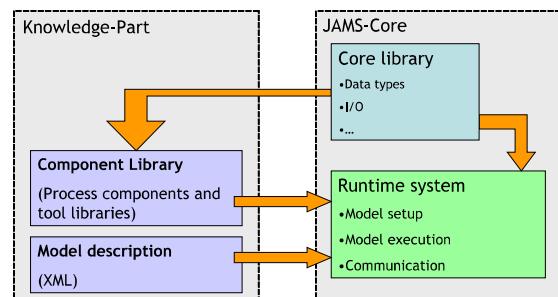 Knowledge-Part
Component Library
(Process components and
tool libraries)
Model description
(XML)
JAMS-Core
Core library
•Data types
•I/O
•...
Runtime system
•Model setup
•Model execution
•Communication